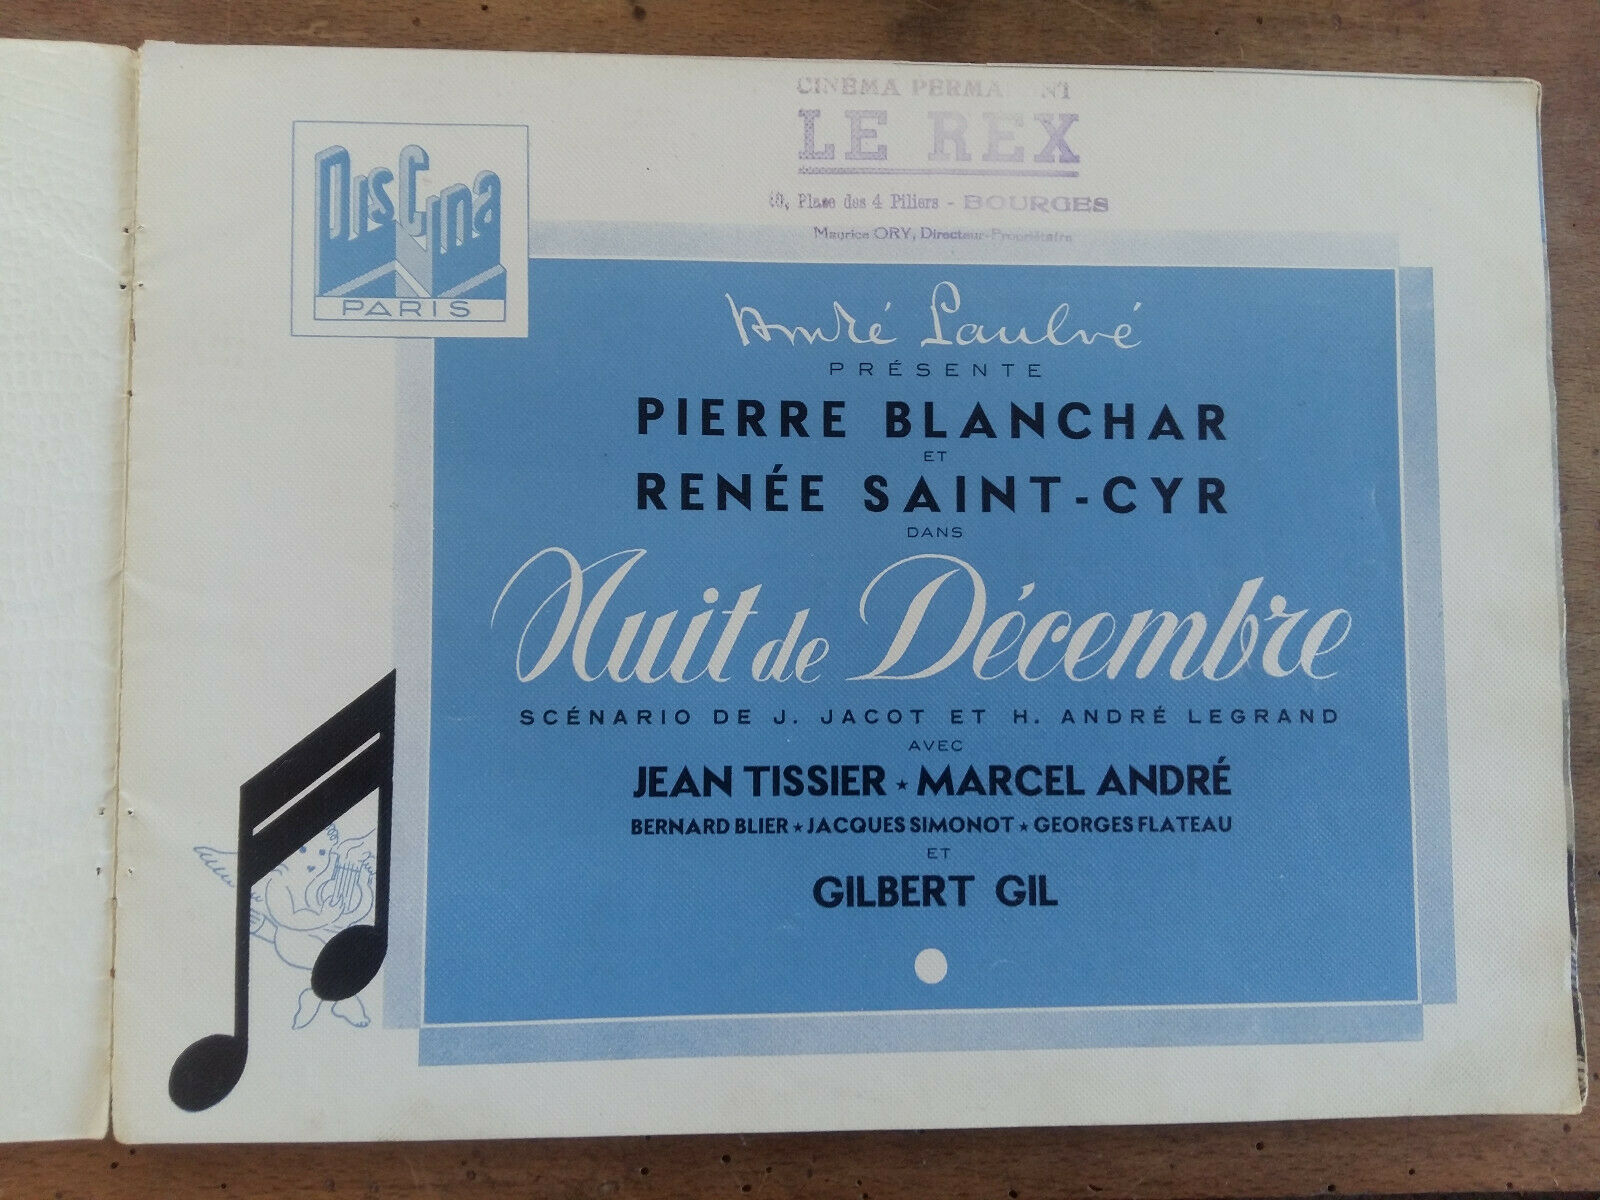 CINÉMA PERMANENT
LE REX
Place des 4 Piliers - BOURGES
Maurice ORY, Directeur-Propriétaire
DISCINA
PARIS
André Paulvé
PRÉSENTE
PIERRE BLANCHAR
ET
RENÉE SAINT-CYR
DANS
Nuit de Décembre
SCÉNARIO DE J. JACOT ET H. ANDRÉ LEGRAND
AVEC
JEAN TISSIER ★ MARCEL ANDRÉ
BERNARD BLIER ★ JACQUES SIMONOT ★ GEORGES FLATEAU
ET
GILBERT GIL